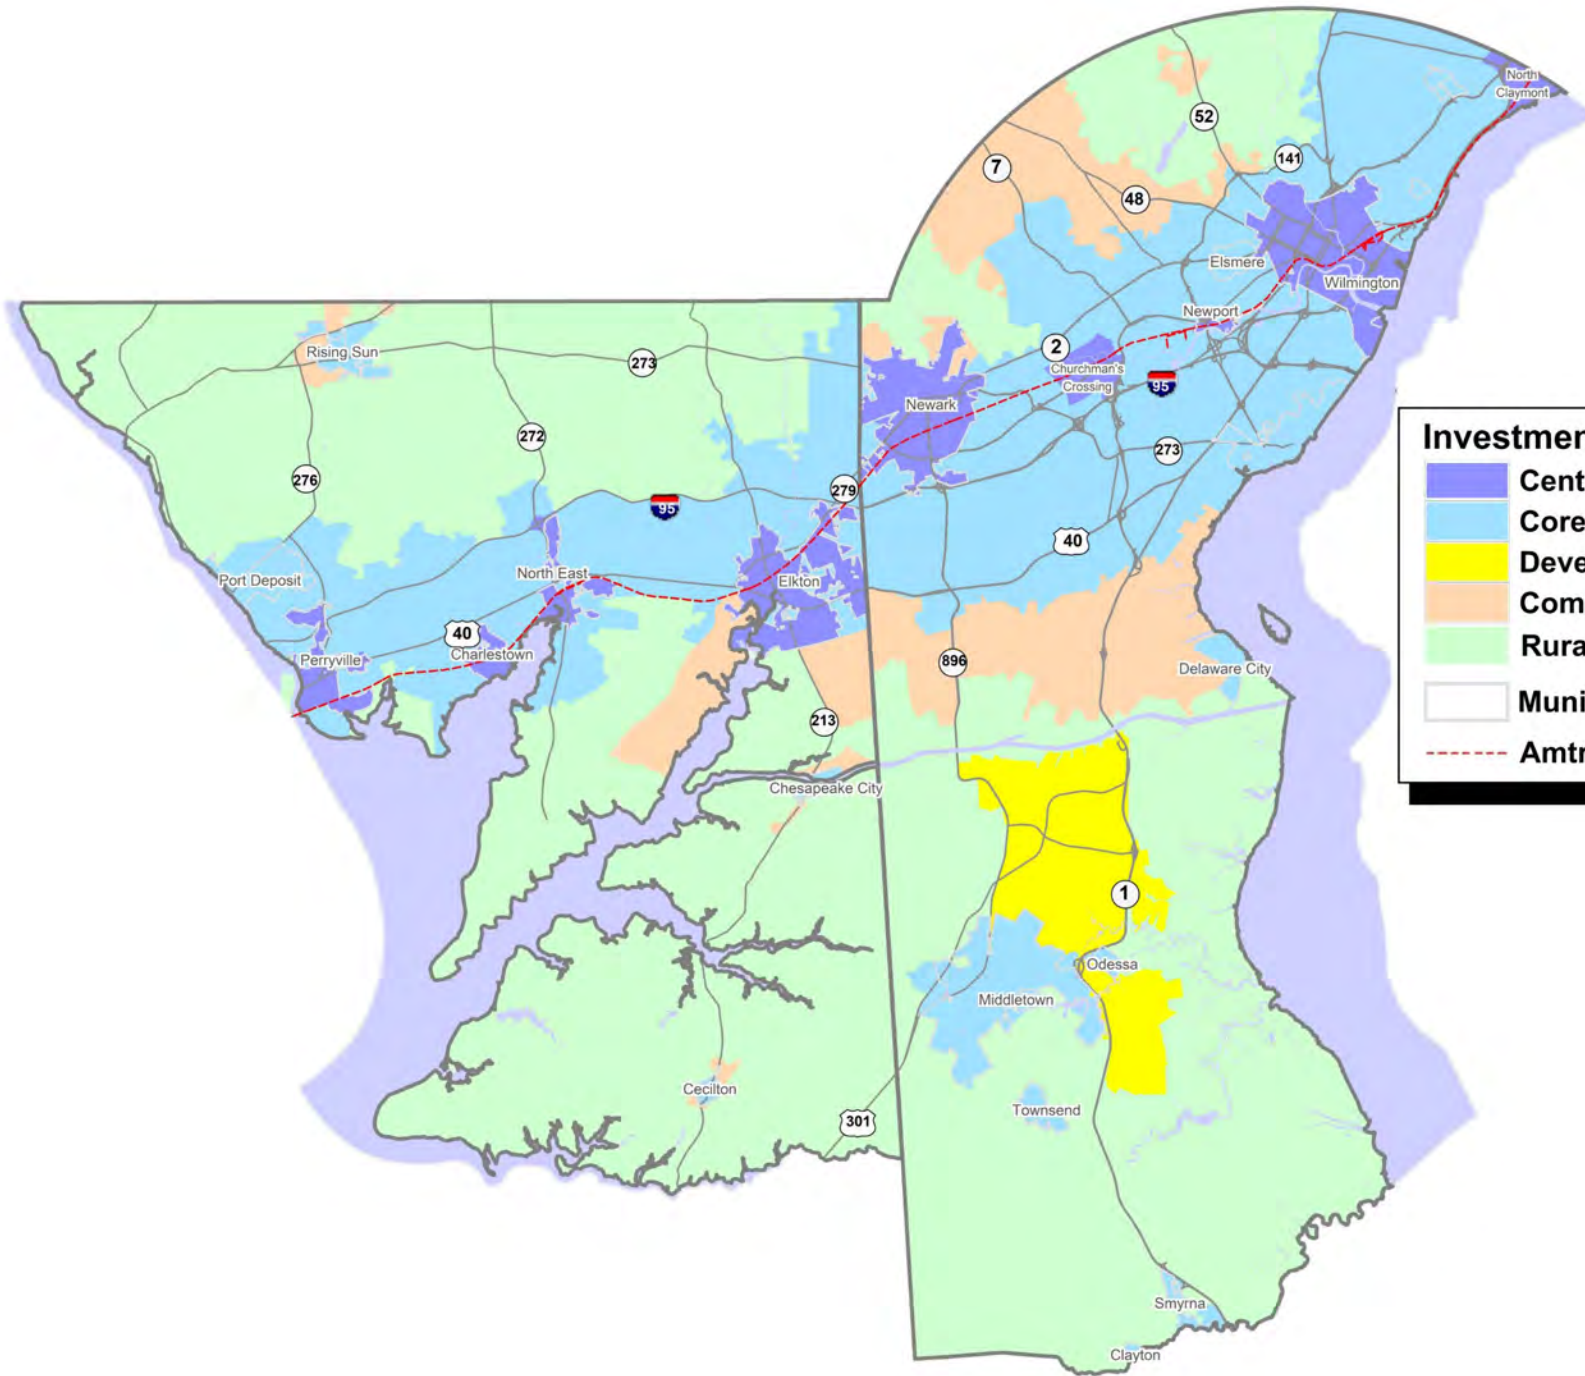 North
Claymont
52
141
7
48
Elsmere
Wilmington
Newport
2
Churchman's
Crossing
95
Rising Sun
273
Newark
272
273
276
279
95
40
Port Deposit
North East
Elkton
40
Perryville
Charlestown
896
Delaware City
213
Chesapeake City
1
Odessa
Middletown
Cecilton
Townsend
301
Smyrna
Clayton
Investmen
Cent
Core
Deve
Com
Rura
Muni
Amtr